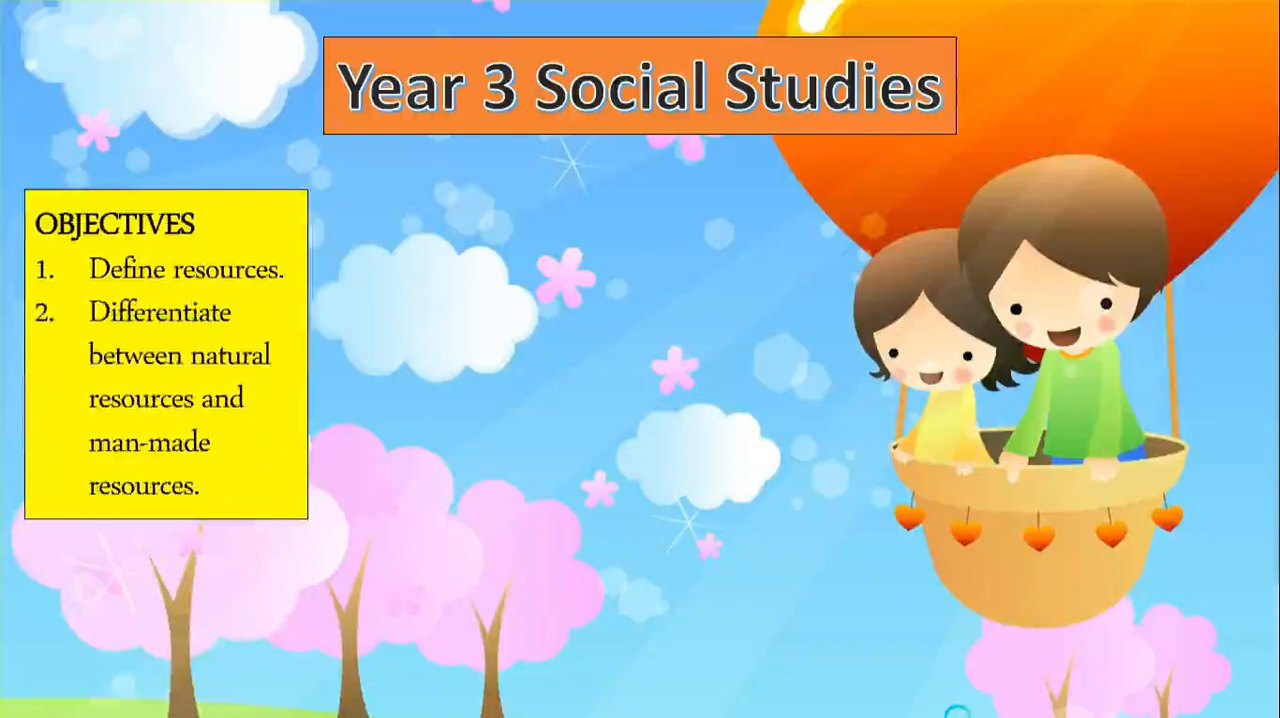 Year 3 Social Studies
OBJECTIVES
1. Define resources.
2. Differentiate
between natural
resources and
man-made
resources.